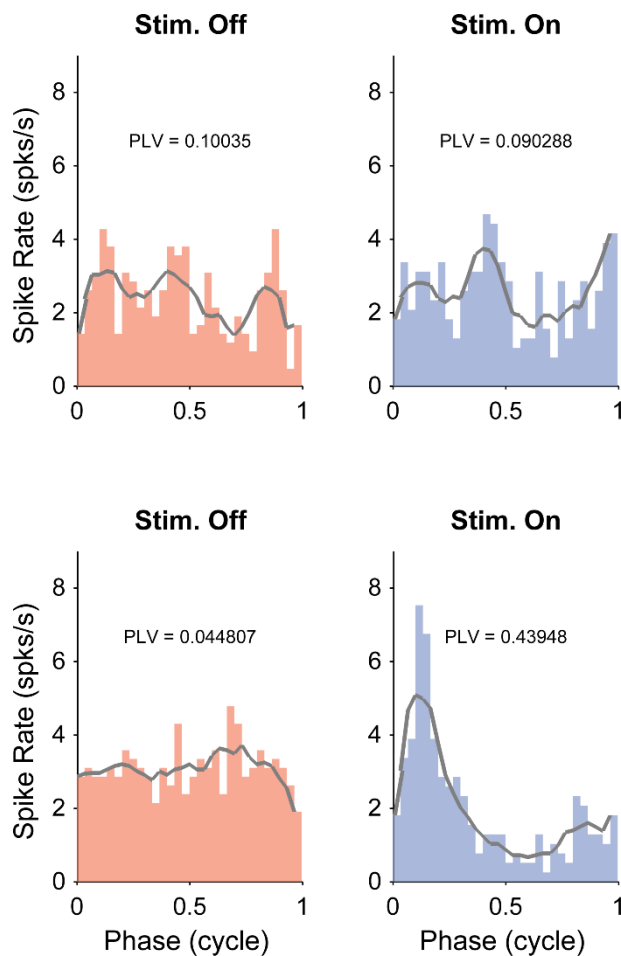 Stim. Off
Stim. On
Spike Rate (spks/s)
8
6
4
2
0
PLV = 0.10035
0
0.5
1
8
6
4
2
0
PLV = 0.090288
0
0.5
1
Stim. Off
Stim. On
Spike Rate (spks/s)
8
6
4
2
0
PLV = 0.044807
0
0.5
1
Phase (cycle)
8
6
4
2
0
PLV = 0.43948
0
0.5
1
Phase (cycle)